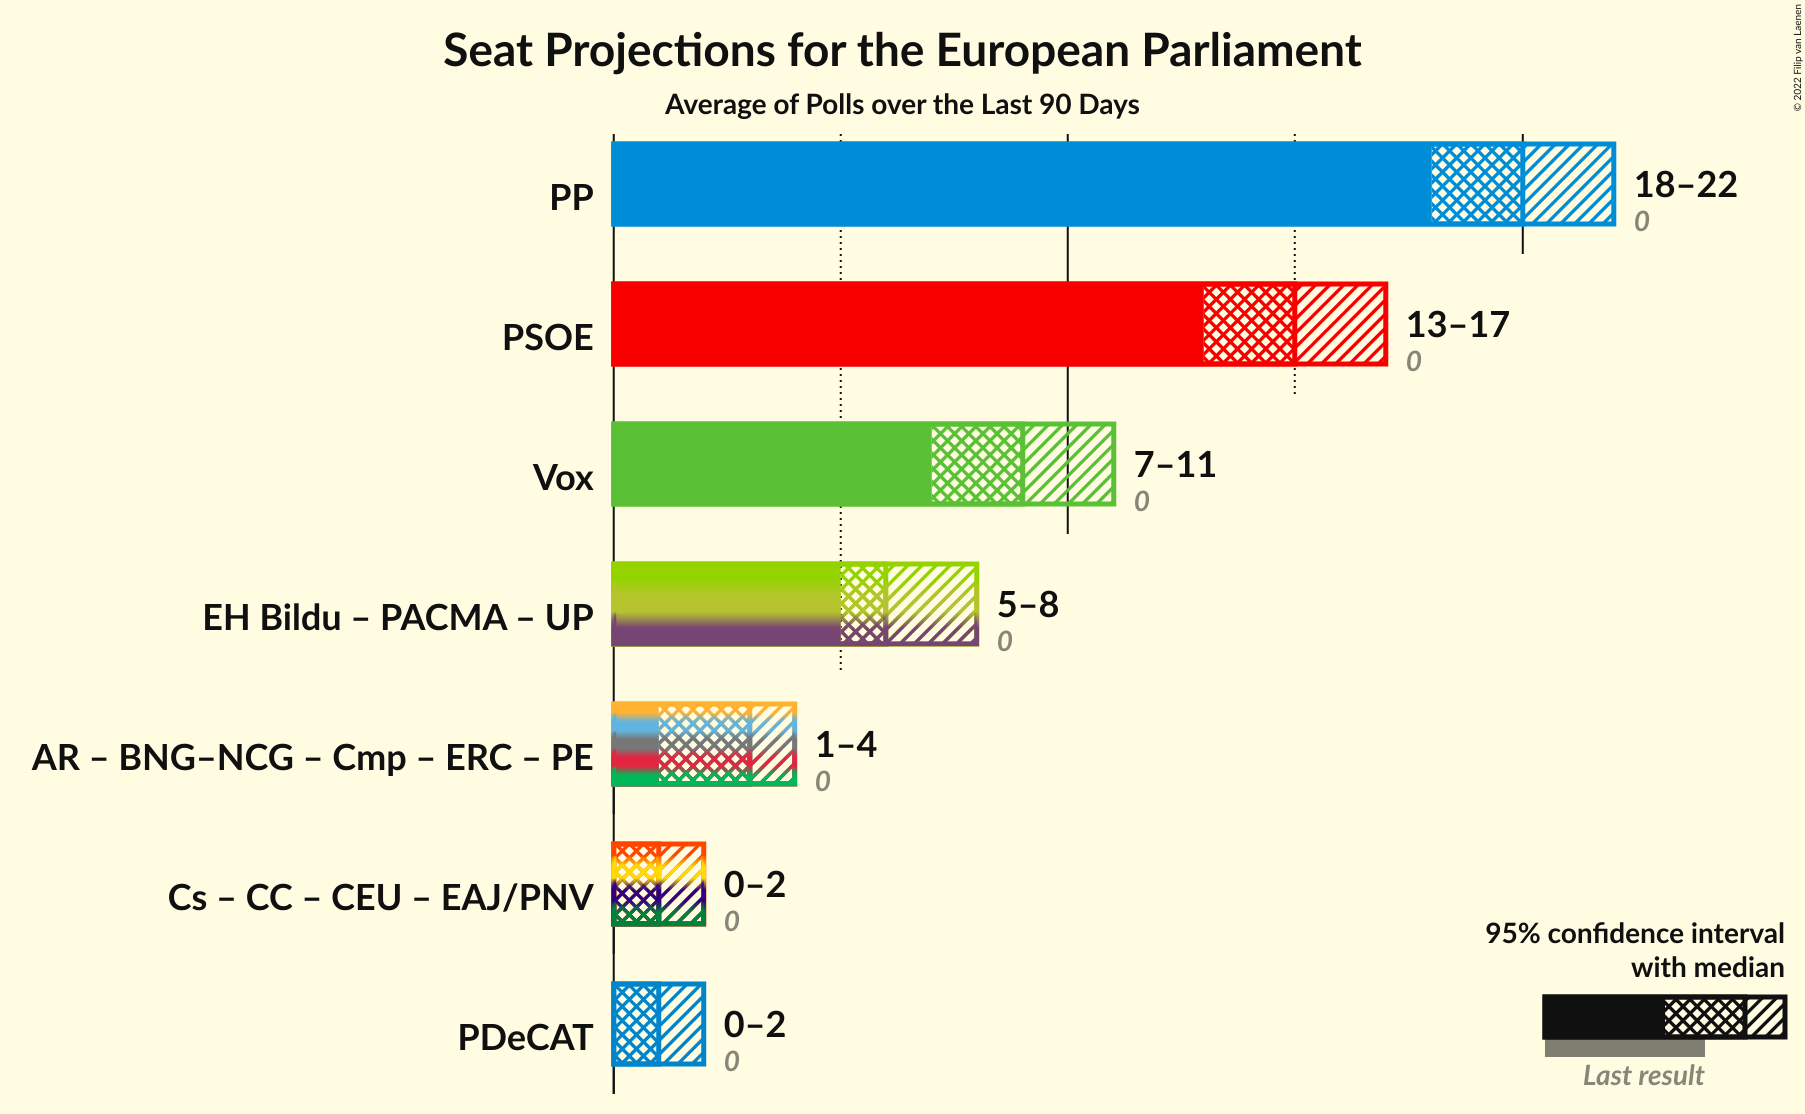 Seat Projections for the European Parliament
Average of Polls over the Last 90 Days
© 2022 Filip van Laenen
PP
18–22
0
PSOE
13–17
0
Vox
7–11
0
EH Bildu – PACMA – UP
5–8
0
AR – BNG–NCG – Cmp – ERC – PE
1–4
0
Cs – CC – CEU – EAJ/PNV
0–2
0
PDeCAT
0–2
0
95% confidence interval
with median
Last result